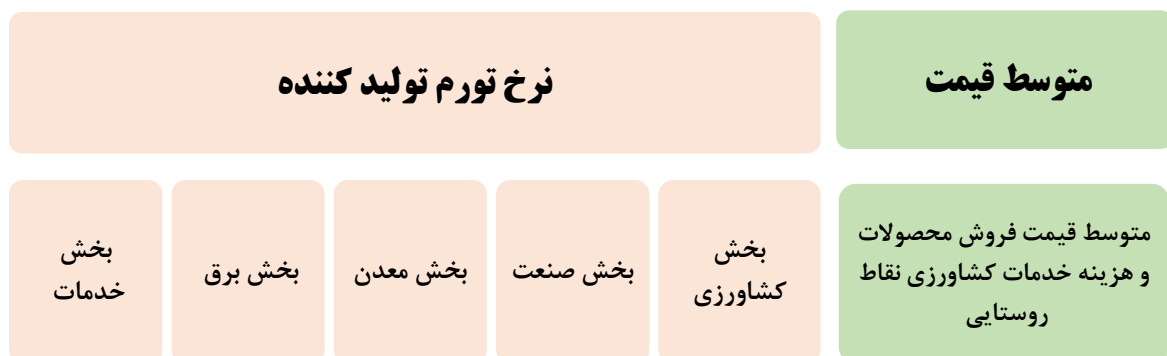 متوسط قیمت
نرخ تورم تولید کننده
متوسط قیمت فروش محصولات
و هزینه خدمات کشاورزی نقاط
روستایی
بخش
کشاورزی
بخش صنعت
بخش معدن
بخش برق
بخش
خدمات